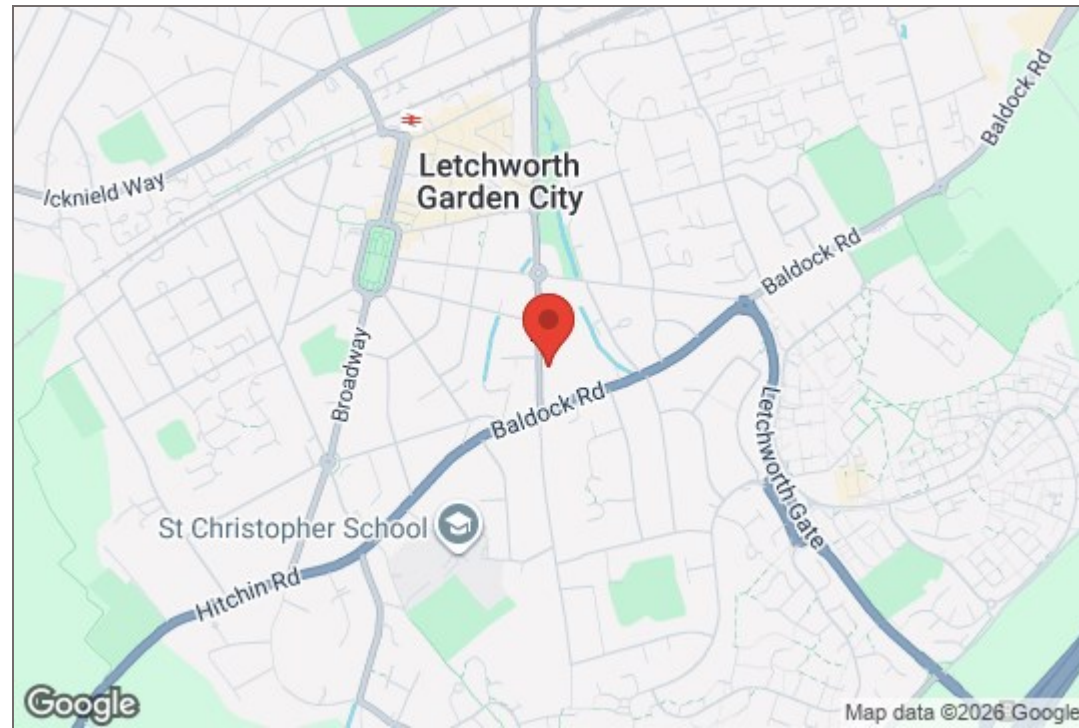 Baldock Rd
Icknield Way
Letchworth
Garden City
Baldock Rd
Broadway
Baldock Rd
Letchworth Gate
St Christopher School
Hitchin Rd
Google
Map data ©2026 Google